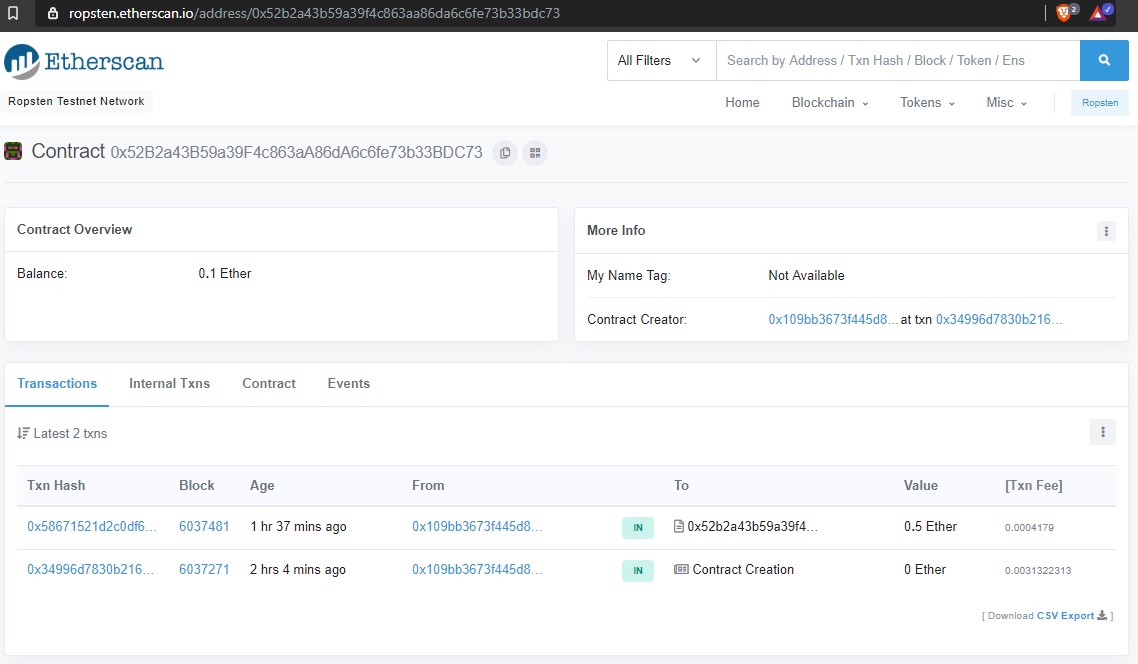 ropsten.etherscan.io/address/0x52b2a43b59a39f4c863aa86da6c6fe73b33bdc73
2
Etherscan
All Filters
Search by Address / Txn Hash / Block / Token / Ens
Ropsten Testnet Network
Home Blockchain Tokens Misc Ropsten
Contract 0x52B2a43B59a39F4c863aA86dA6c6fe73b33BDC73
Contract Overview
Balance: 0.1 Ether
More Info
My Name Tag: Not Available
Contract Creator: 0x109bb3673f445d8... at txn 0x34996d7830b216...
Transactions Internal Txns Contract Events
Latest 2 txns
Txn Hash Block Age From To Value [Txn Fee]
0x58671521d2c0df6... 6037481 1 hr 37 mins ago 0x109bb3673f445d8... IN 0x52b2a43b59a39f4... 0.5 Ether 0.0004179
0x34996d7830b216... 6037271 2 hrs 4 mins ago 0x109bb3673f445d8... IN Contract Creation 0 Ether 0.0031322313
[ Download CSV Export ]